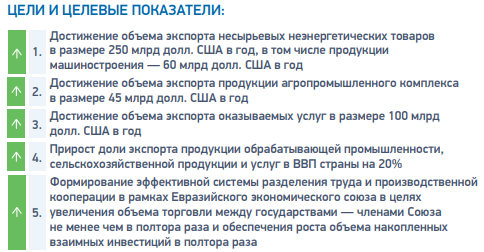 ЦЕЛИ И ЦЕЛЕВЫЕ ПОКАЗАТЕЛИ:
1. Достижение объема экспорта несырьевых неэнергетических товаров
в размере 250 млрд долл. США в год, в том числе продукции
машиностроения — 60 млрд долл. США в год
2. Достижение объема экспорта продукции агропромышленного комплекса
в размере 45 млрд долл. США в год
3. Достижение объема экспорта оказываемых услуг в размере 100 млрд
долл. США в год
4. Прирост доли экспорта продукции обрабатывающей промышленности,
сельскохозяйственной продукции и услуг в ВВП страны на 20%
Формирование эффективной системы разделения труда и производственной
кооперации в рамках Евразийского экономического союза в целях
5. увеличения объема торговли между государствами — членами Союза
не менее чем в полтора раза и обеспечения роста объема накопленных
взаимных инвестиций в полтора раза